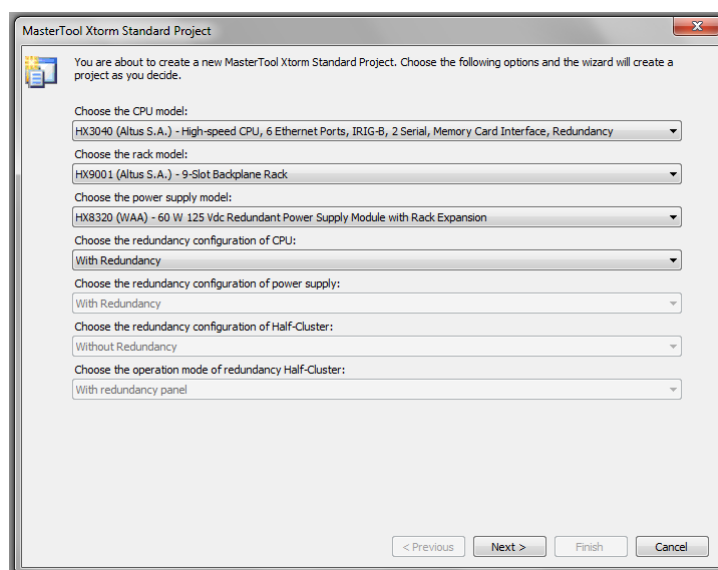 MasterTool Xtorm Standard Project
You are about to create a new MasterTool Xtorm Standard Project. Choose the following options and the wizard will create a
project as you decide.
Choose the CPU model:
HX3040 (Altus S.A.) - High-speed CPU, 6 Ethernet Ports, IRIG-B, 2 Serial, Memory Card Interface, Redundancy
Choose the rack model:
HX9001 (Altus S.A.) - 9-Slot Backplane Rack
Choose the power supply model:
HX8320 (WAA) - 60 W 125 Vdc Redundant Power Supply Module with Rack Expansion
Choose the redundancy configuration of CPU:
With Redundancy
Choose the redundancy configuration of power supply:
With Redundancy
Choose the redundancy configuration of Half-Cluster:
Without Redundancy
Choose the operation mode of redundancy Half-Cluster:
With redundancy panel
< Previous Next > Finish Cancel